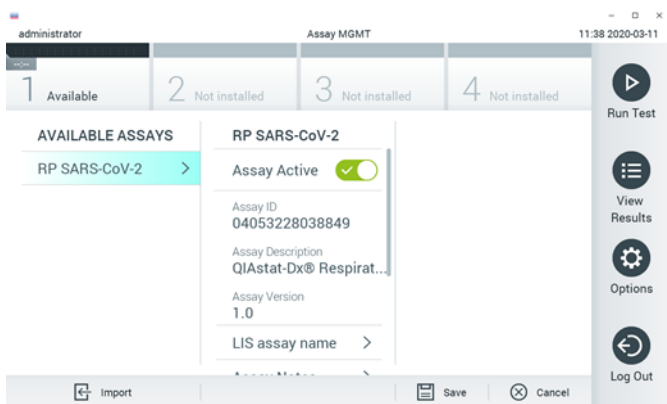 administrator
Assay MGMT
11:38 2020-03-11
--:--
1 Available
2 Not installed
3 Not installed
4 Not installed
Run Test
AVAILABLE ASSAYS
RP SARS-CoV-2
RP SARS-CoV-2
Assay Active
Assay ID
04053228038849
Assay Description
QIAstat-Dx® Respirat...
Assay Version
1.0
LIS assay name
Assay Notes
View
Results
Options
Log Out
Import
Save
Cancel